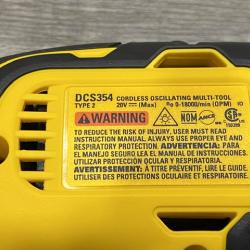 DCS354 CORDLESS OSCILLATING MULTI-TOOL
TYPE 2 20V ⎓ (Max) n₀ 0-18000/min (OPM)
WARNING NOM ANCE
TO REDUCE THE RISK OF INJURY, USER MUST READ
INSTRUCTION MANUAL. ALWAYS USE PROPER EYE AND
RESPIRATORY PROTECTION. ADVERTENCIA: PARA
EL MANEJO SEGURO LEA EL MANUAL DE INSTRUCCIONES.
UTILIZAR PROTECCIÓN OCULAR Y RESPIRATORIA.
AVERTISSEMENT: À TITRE PRÉVENTIF, LIRE LE GUIDE.
UTILISER PROTECTIONS OCULAIRE ET RESPIRATOIRE.